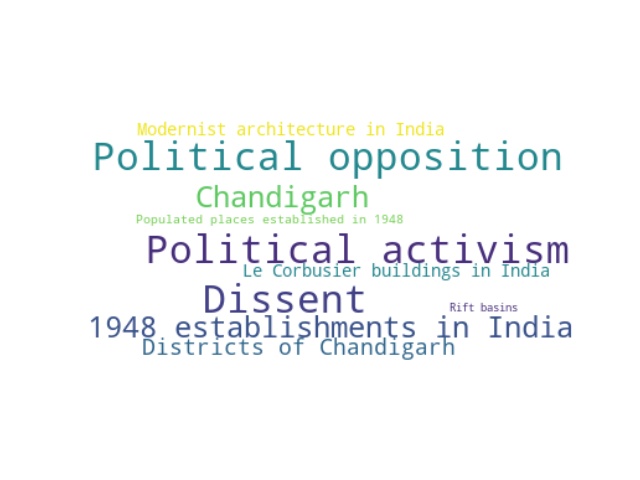 Modernist architecture in India
Political opposition
Chandigarh
Populated places established in 1948
Political activism
Le Corbusier buildings in India
Dissent
Rift basins
1948 establishments in India
Districts of Chandigarh